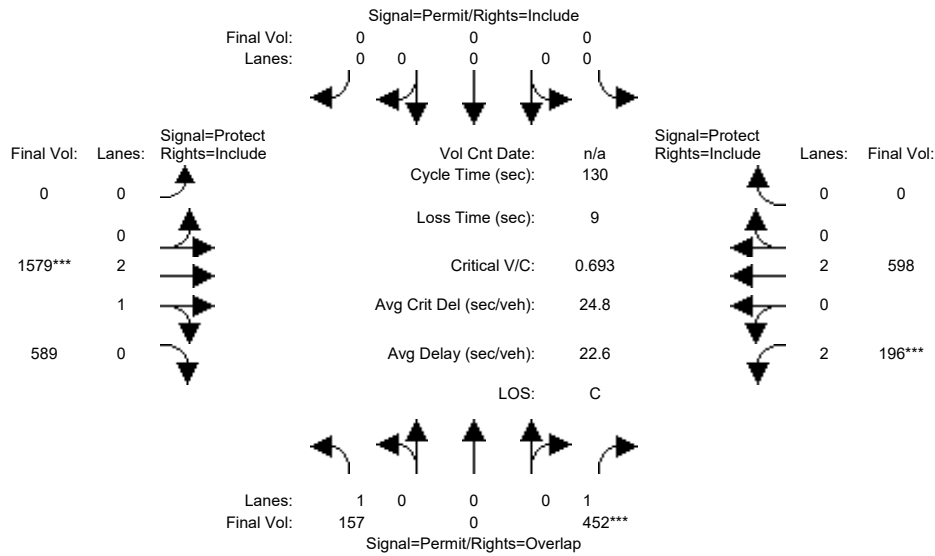 Signal=Permit/Rights=Include
Final Vol: 0 0 0
Lanes: 0 0 0 0 0
Signal=Protect
Final Vol: Lanes: Rights=Include
Vol Cnt Date: n/a
Signal=Protect
Rights=Include Lanes: Final Vol:
Cycle Time (sec): 130
0 0
0 0
Loss Time (sec): 9
0
0
1579*** 2
Critical V/C: 0.693
2 598
1
Avg Crit Del (sec/veh): 24.8
0
589 0
Avg Delay (sec/veh): 22.6
2 196***
LOS: C
Lanes: 1 0 0 0 1
Final Vol: 157 0 452***
Signal=Permit/Rights=Overlap